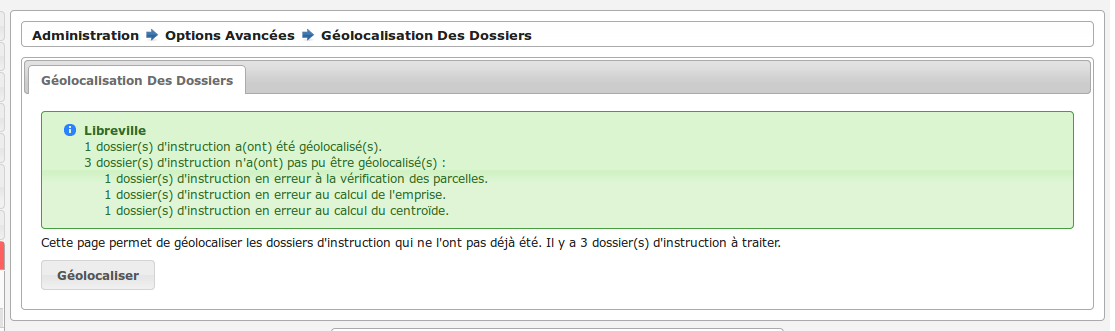 Administration Options Avancées Géolocalisation Des Dossiers
Géolocalisation Des Dossiers
Libreville
1 dossier(s) d'instruction a(ont) été géolocalisé(s).
3 dossier(s) d'instruction n'a(ont) pas pu être géolocalisé(s) :
1 dossier(s) d'instruction en erreur à la vérification des parcelles.
1 dossier(s) d'instruction en erreur au calcul de l'emprise.
1 dossier(s) d'instruction en erreur au calcul du centroïde.
Cette page permet de géolocaliser les dossiers d'instruction qui ne l'ont pas déjà été. Il y a 3 dossier(s) d'instruction à traiter.
Géolocaliser